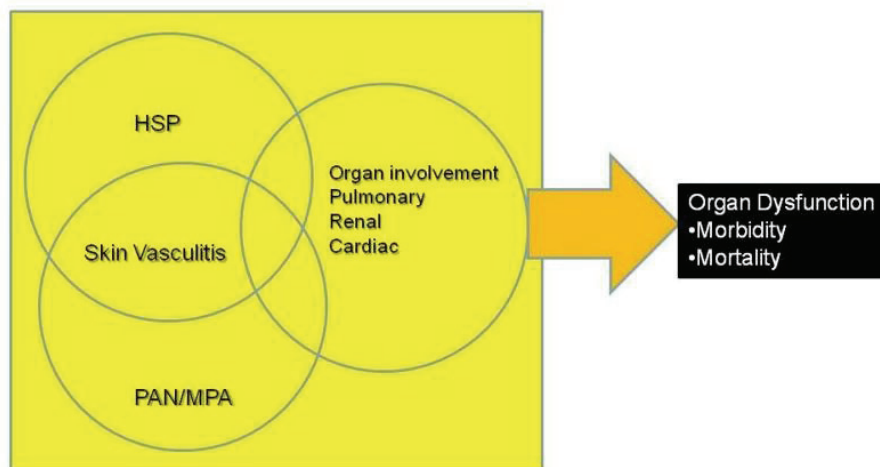 HSP
Organ involvement
Pulmonary
Renal
Cardiac
Skin Vasculitis
PAN/MPA
Organ Dysfunction
•Morbidity
•Mortality